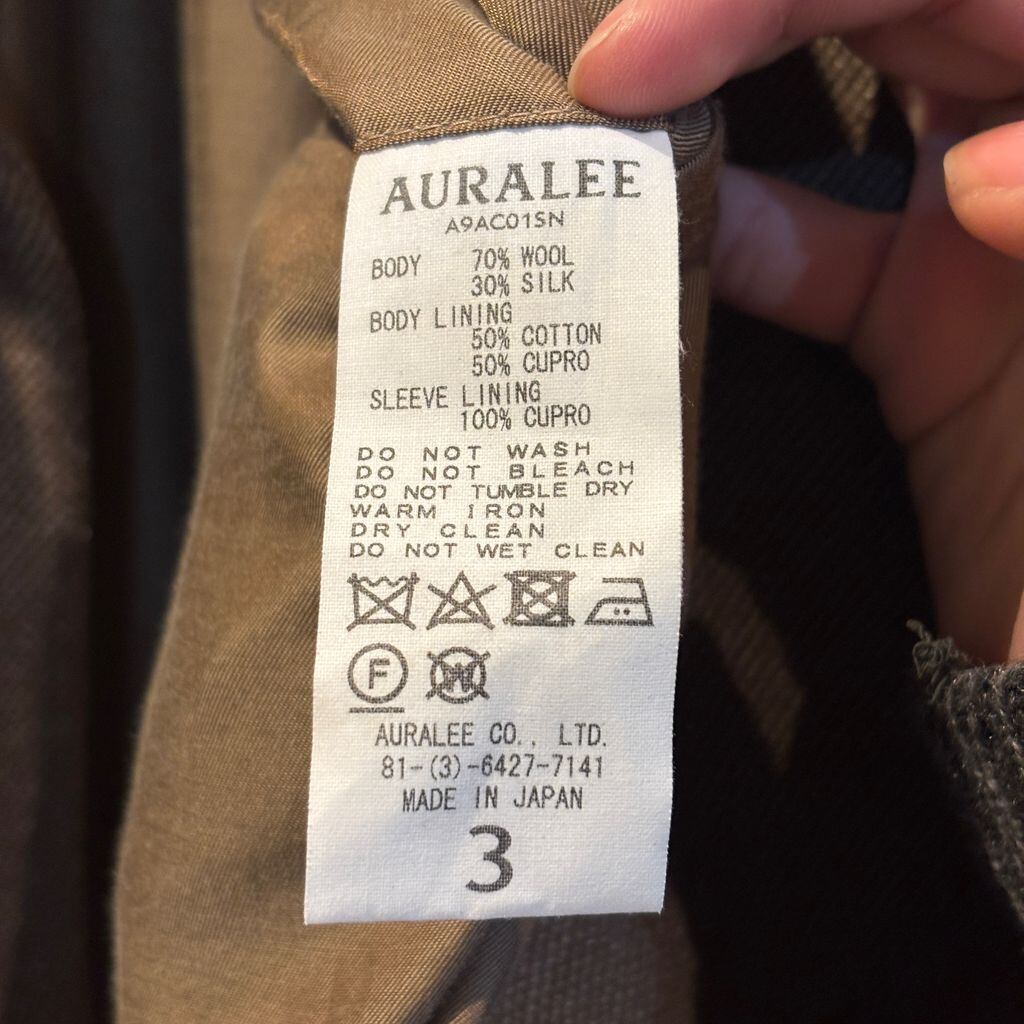 AURALEE
A9AC01SN
BODY 70% WOOL
30% SILK
BODY LINING
50% COTTON
50% CUPRO
SLEEVE LINING
100% CUPRO
DO NOT WASH
DO NOT BLEACH
DO NOT TUMBLE DRY
WARM IRON
DRY CLEAN
DO NOT WET CLEAN
F W
AURALEE CO., LTD.
81-(3)-6427-7141
MADE IN JAPAN
3